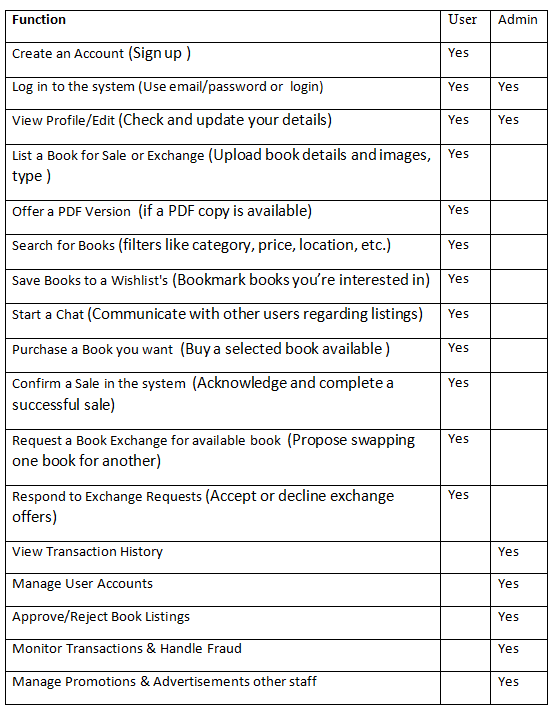 Function User Admin
Create an Account (Sign up ) Yes
Log in to the system (Use email/password or login) Yes Yes
View Profile/Edit (Check and update your details) Yes Yes
List a Book for Sale or Exchange (Upload book details and images, Yes
type )
Offer a PDF Version (if a PDF copy is available) Yes
Search for Books (filters like category, price, location, etc.) Yes
Save Books to a Wishlist's (Bookmark books you’re interested in) Yes
Start a Chat (Communicate with other users regarding listings) Yes
Purchase a Book you want (Buy a selected book available ) Yes
Confirm a Sale in the system (Acknowledge and complete a Yes
successful sale)
Request a Book Exchange for available book (Propose swapping Yes
one book for another)
Respond to Exchange Requests (Accept or decline exchange Yes
offers)
View Transaction History Yes
Manage User Accounts Yes
Approve/Reject Book Listings Yes
Monitor Transactions & Handle Fraud Yes
Manage Promotions & Advertisements other staff Yes